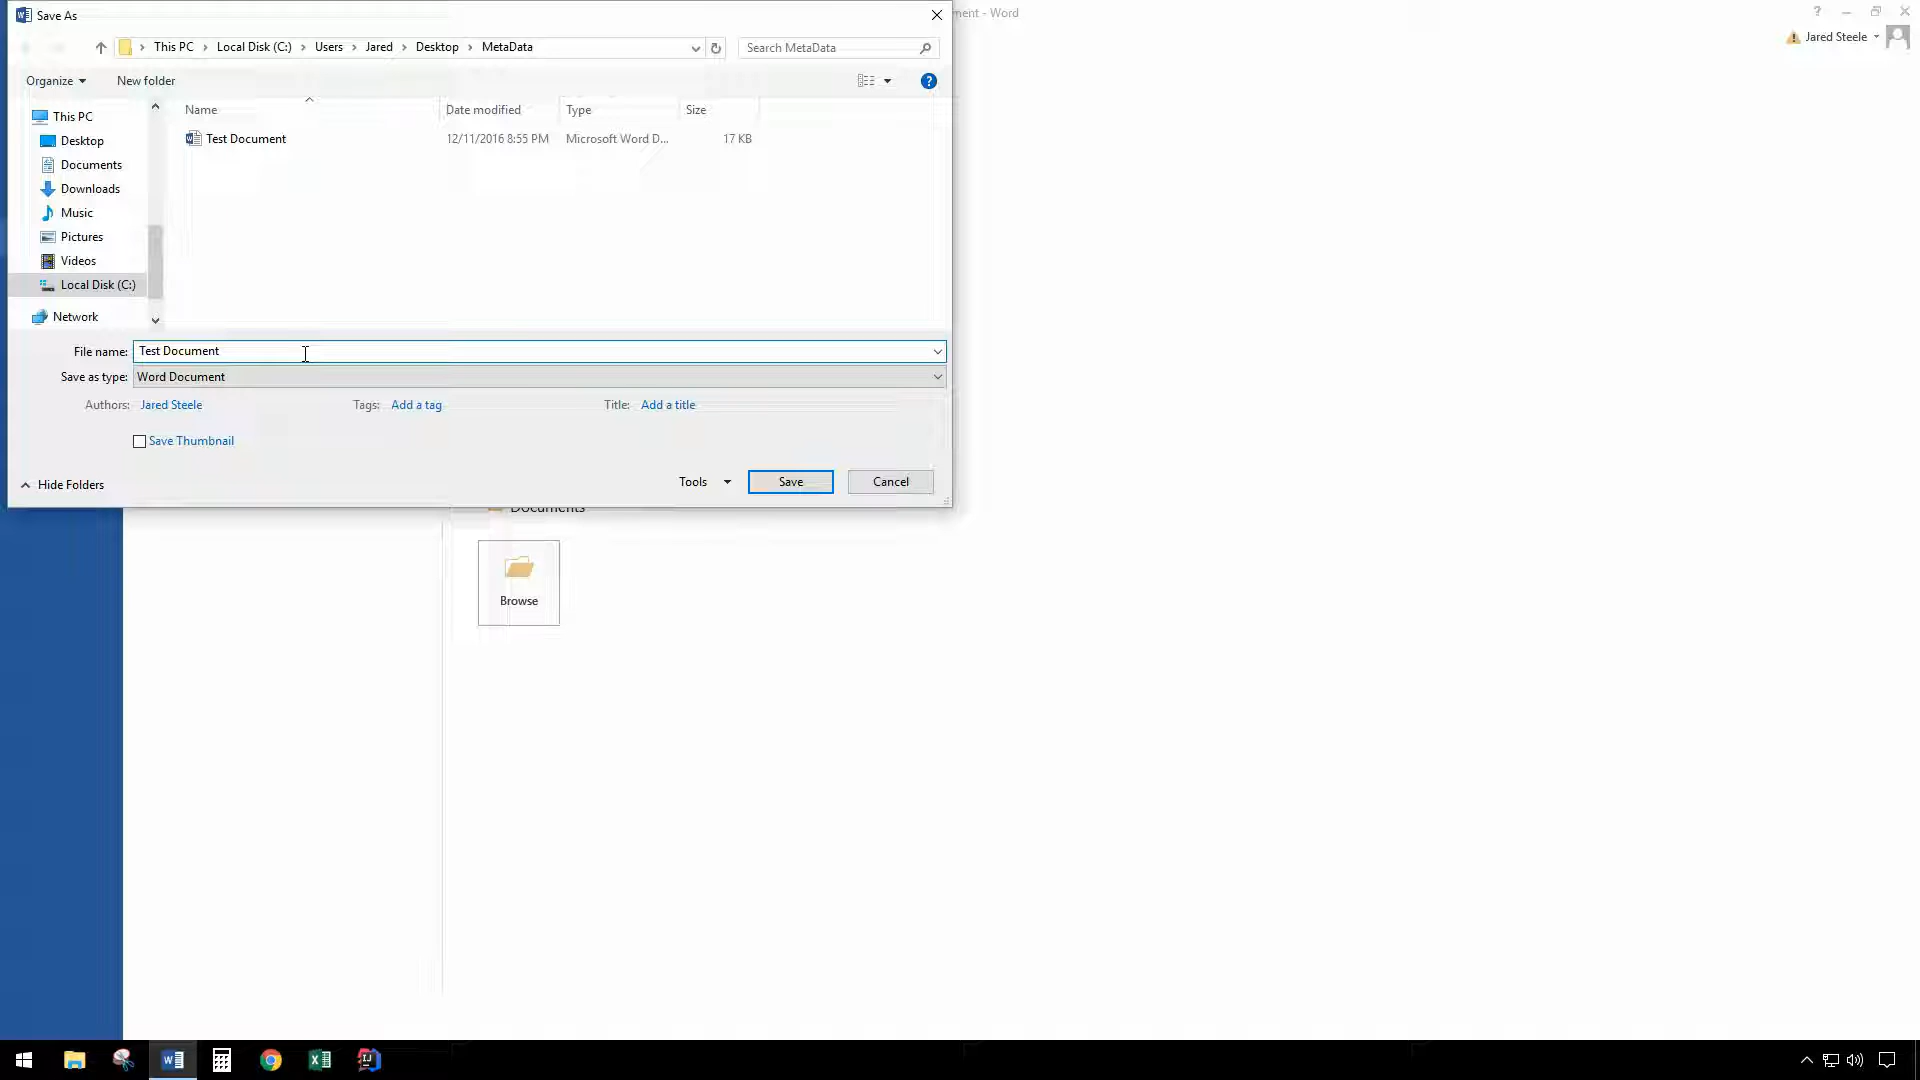 Save As
ment - Word
Jared Steele
This PC > Local Disk (C:) > Users > Jared > Desktop > MetaData
Search MetaData
Organize
New folder
Name
Date modified
Type
Size
Test Document
12/11/2016 8:55 PM
Microsoft Word D...
17 KB
This PC
Desktop
Documents
Downloads
Music
Pictures
Videos
Local Disk (C:)
Network
File name: Test Document
Save as type: Word Document
Authors: Jared Steele
Tags: Add a tag
Title: Add a title
Save Thumbnail
Hide Folders
Tools
Save
Cancel
Documents
Browse